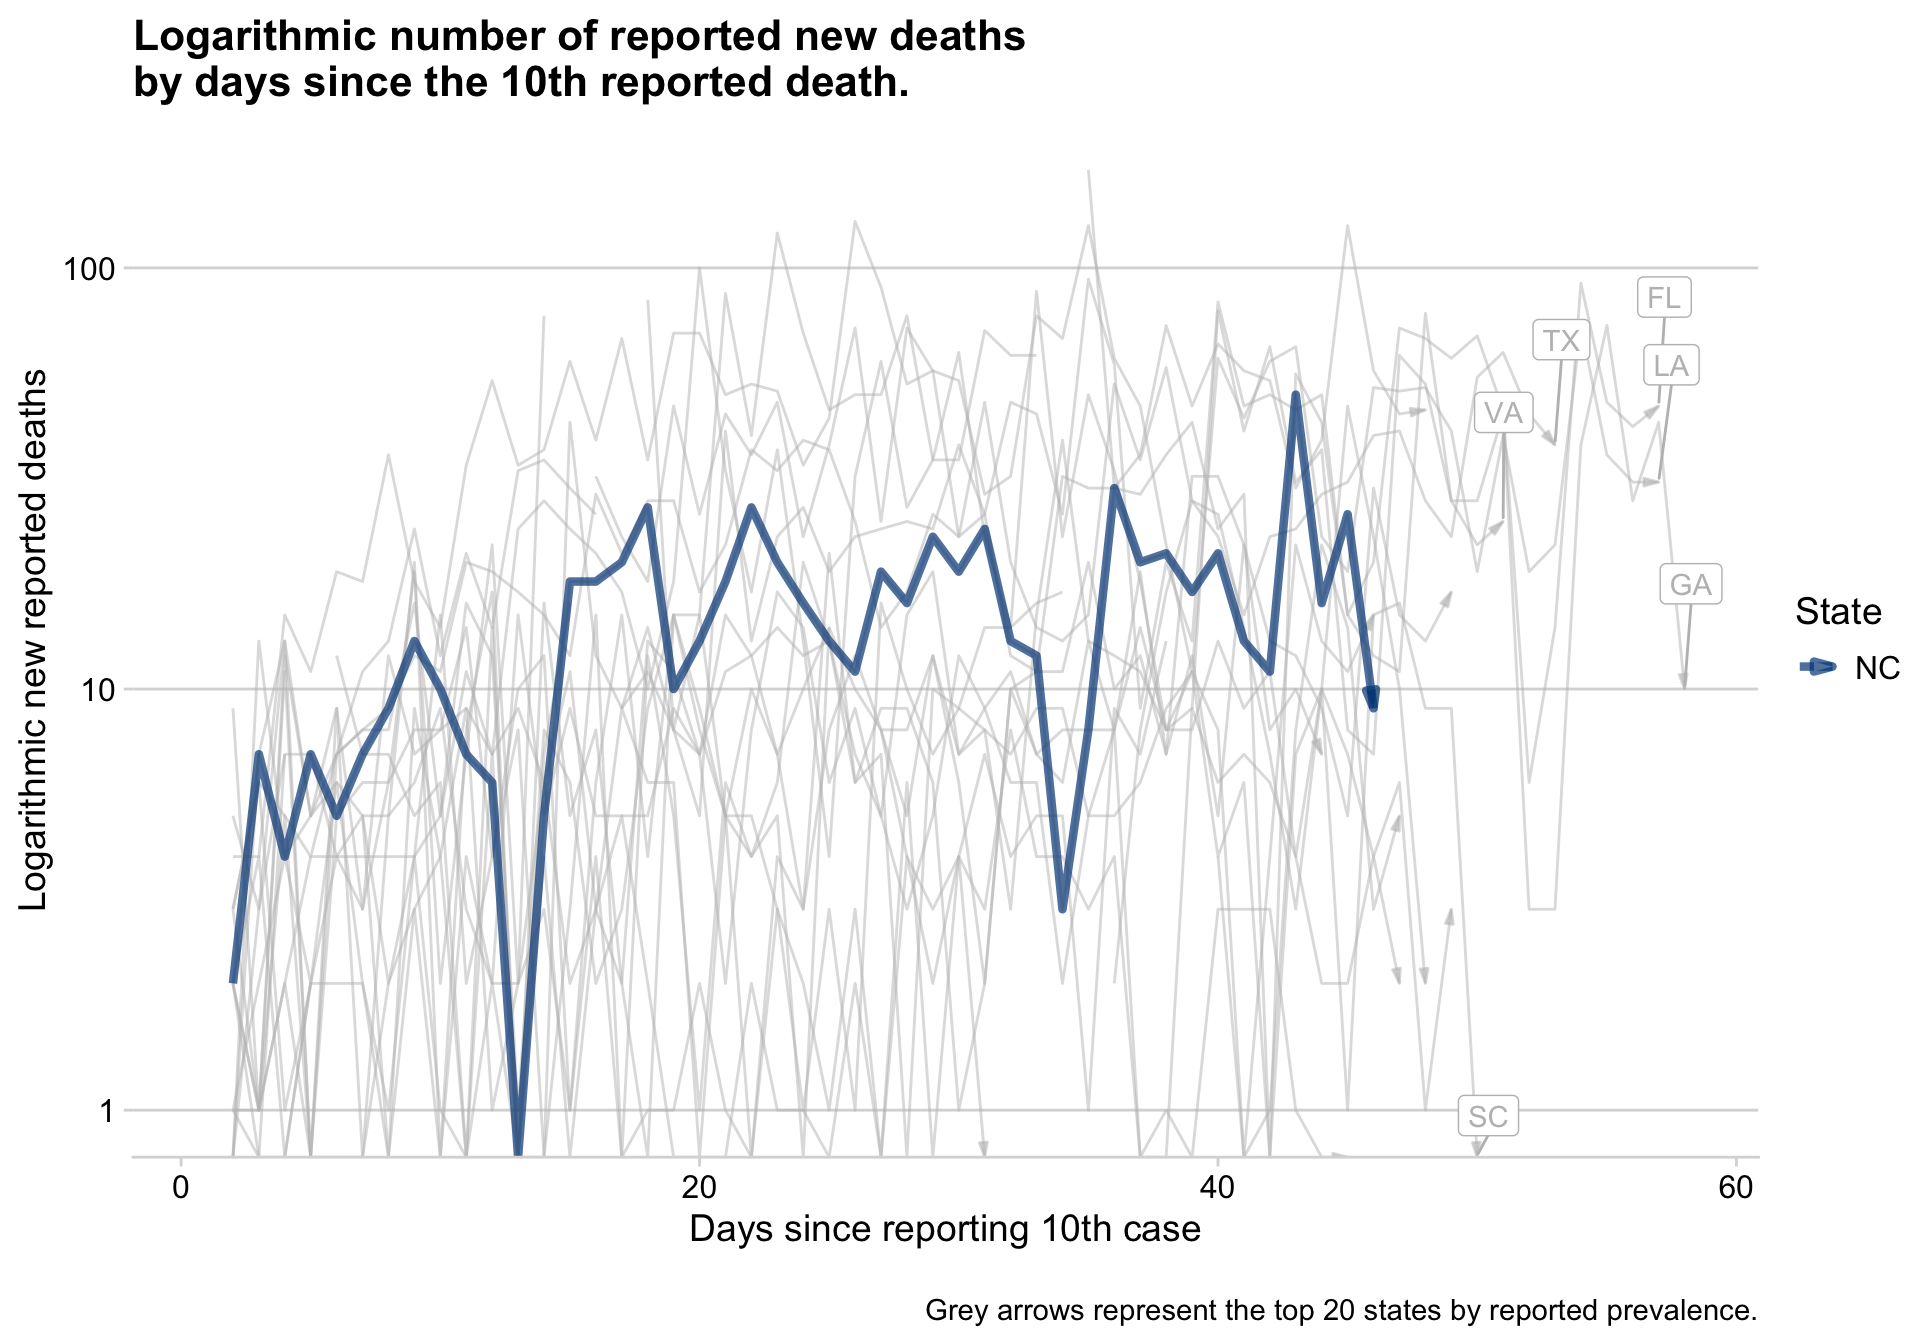 Logarithmic number of reported new deaths
by days since the 10th reported death.
Logarithmic new reported deaths
100
10
1
FL
TX
LA
VA
GA
SC
State
NC
0
20
40
60
Days since reporting 10th case
Grey arrows represent the top 20 states by reported prevalence.